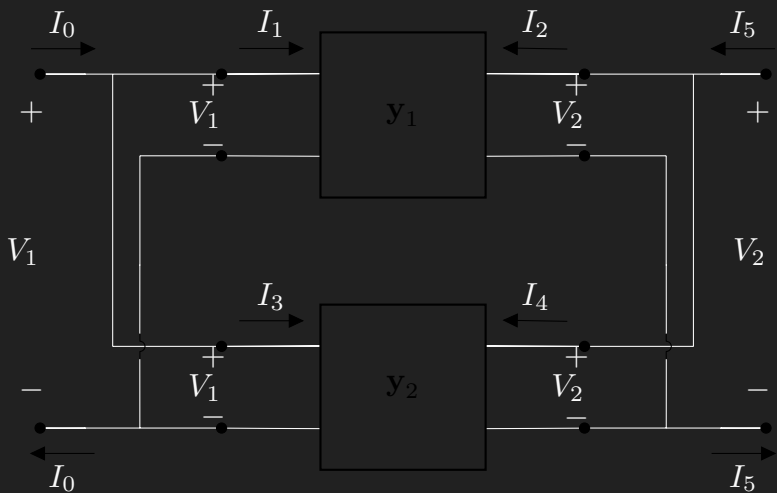 I₀ I₁ I₂ I₅
+ + + +
V₁ y₁ V₂
− −
V₁ V₂
I₃ I₄
+ +
− V₁ y₂ V₂ −
− −
I₀ I₅